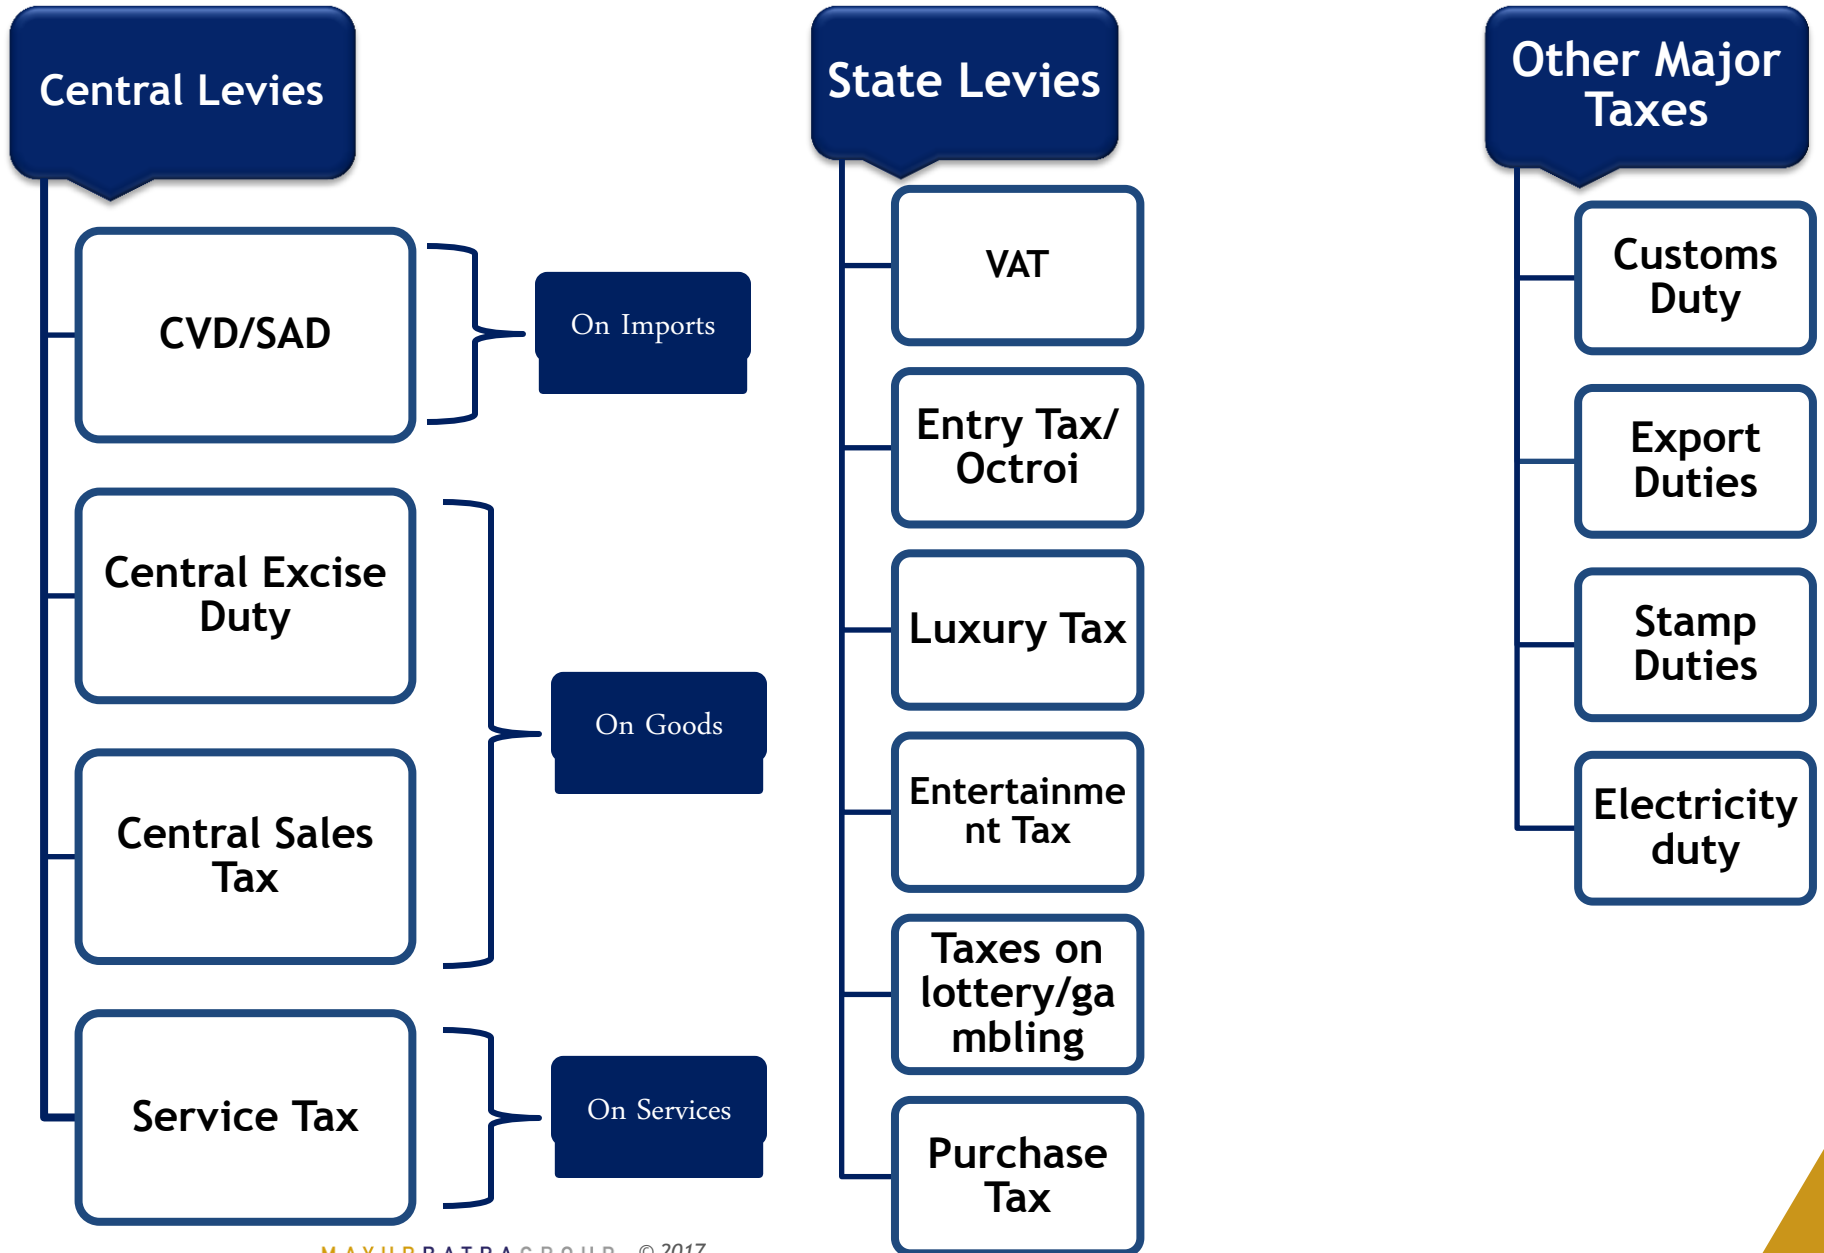 Central Levies
CVD/SAD
On Imports
Central Excise
Duty
Central Sales
Tax
On Goods
Service Tax
On Services
State Levies
VAT
Entry Tax/
Octroi
Luxury Tax
Entertainme
nt Tax
Taxes on
lottery/ga
mbling
Purchase
Tax
Other Major
Taxes
Customs
Duty
Export
Duties
Stamp
Duties
Electricity
duty
MAYURBATRAGROUP © 2017